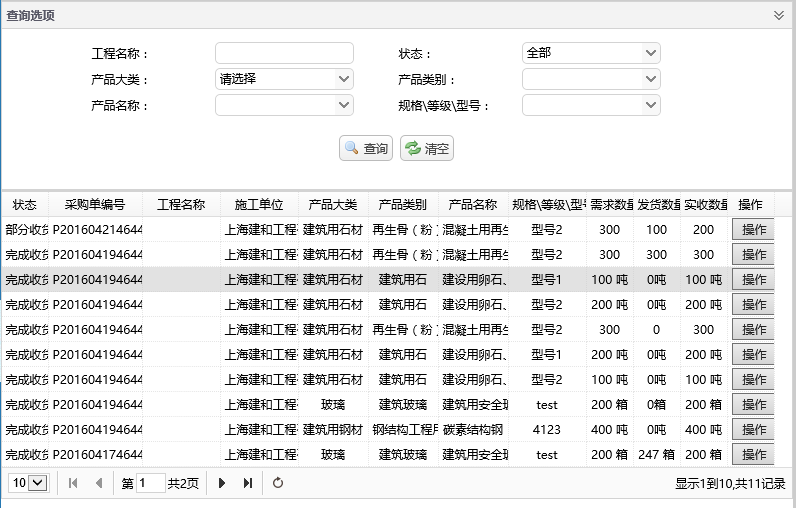 查询选项
工程名称： 状态： 全部
产品大类： 请选择 产品类别：
产品名称： 规格\等级\型号：
查询 清空
状态 采购单编号 工程名称 施工单位 产品大类 产品类别 产品名称 规格\等级\型号 需求数量 发货数量 实收数量 操作
部分收货 P201604214644 上海建和工程 建筑用石材 再生骨（粉） 混凝土用再生 型号2 300 100 200 操作
完成收货 P201604194644 上海建和工程 建筑用石材 再生骨（粉） 混凝土用再生 型号2 300 300 300 操作
完成收货 P201604194644 上海建和工程 建筑用石材 建筑用石 建设用卵石、 型号1 100 吨 0吨 100 吨 操作
完成收货 P201604194644 上海建和工程 建筑用石材 建筑用石 建设用卵石、 型号2 200 吨 0吨 200 吨 操作
完成收货 P201604194644 上海建和工程 建筑用石材 再生骨（粉） 混凝土用再生 型号2 300 0 300 操作
完成收货 P201604194644 上海建和工程 建筑用石材 建筑用石 建设用卵石、 型号1 200 吨 0吨 200 吨 操作
完成收货 P201604194644 上海建和工程 建筑用石材 建筑用石 建设用卵石、 型号2 100 吨 0吨 100 吨 操作
完成收货 P201604194644 上海建和工程 玻璃 建筑玻璃 建筑用安全玻 test 200 箱 0箱 200 箱 操作
完成收货 P201604194644 上海建和工程 建筑用钢材 钢结构工程用 碳素结构钢 4123 400 吨 0吨 400 吨 操作
完成收货 P201604174644 上海建和工程 玻璃 建筑玻璃 建筑用安全玻 test 200 箱 247 箱 200 箱 操作
10 第 1 共2页 显示1到10,共11记录